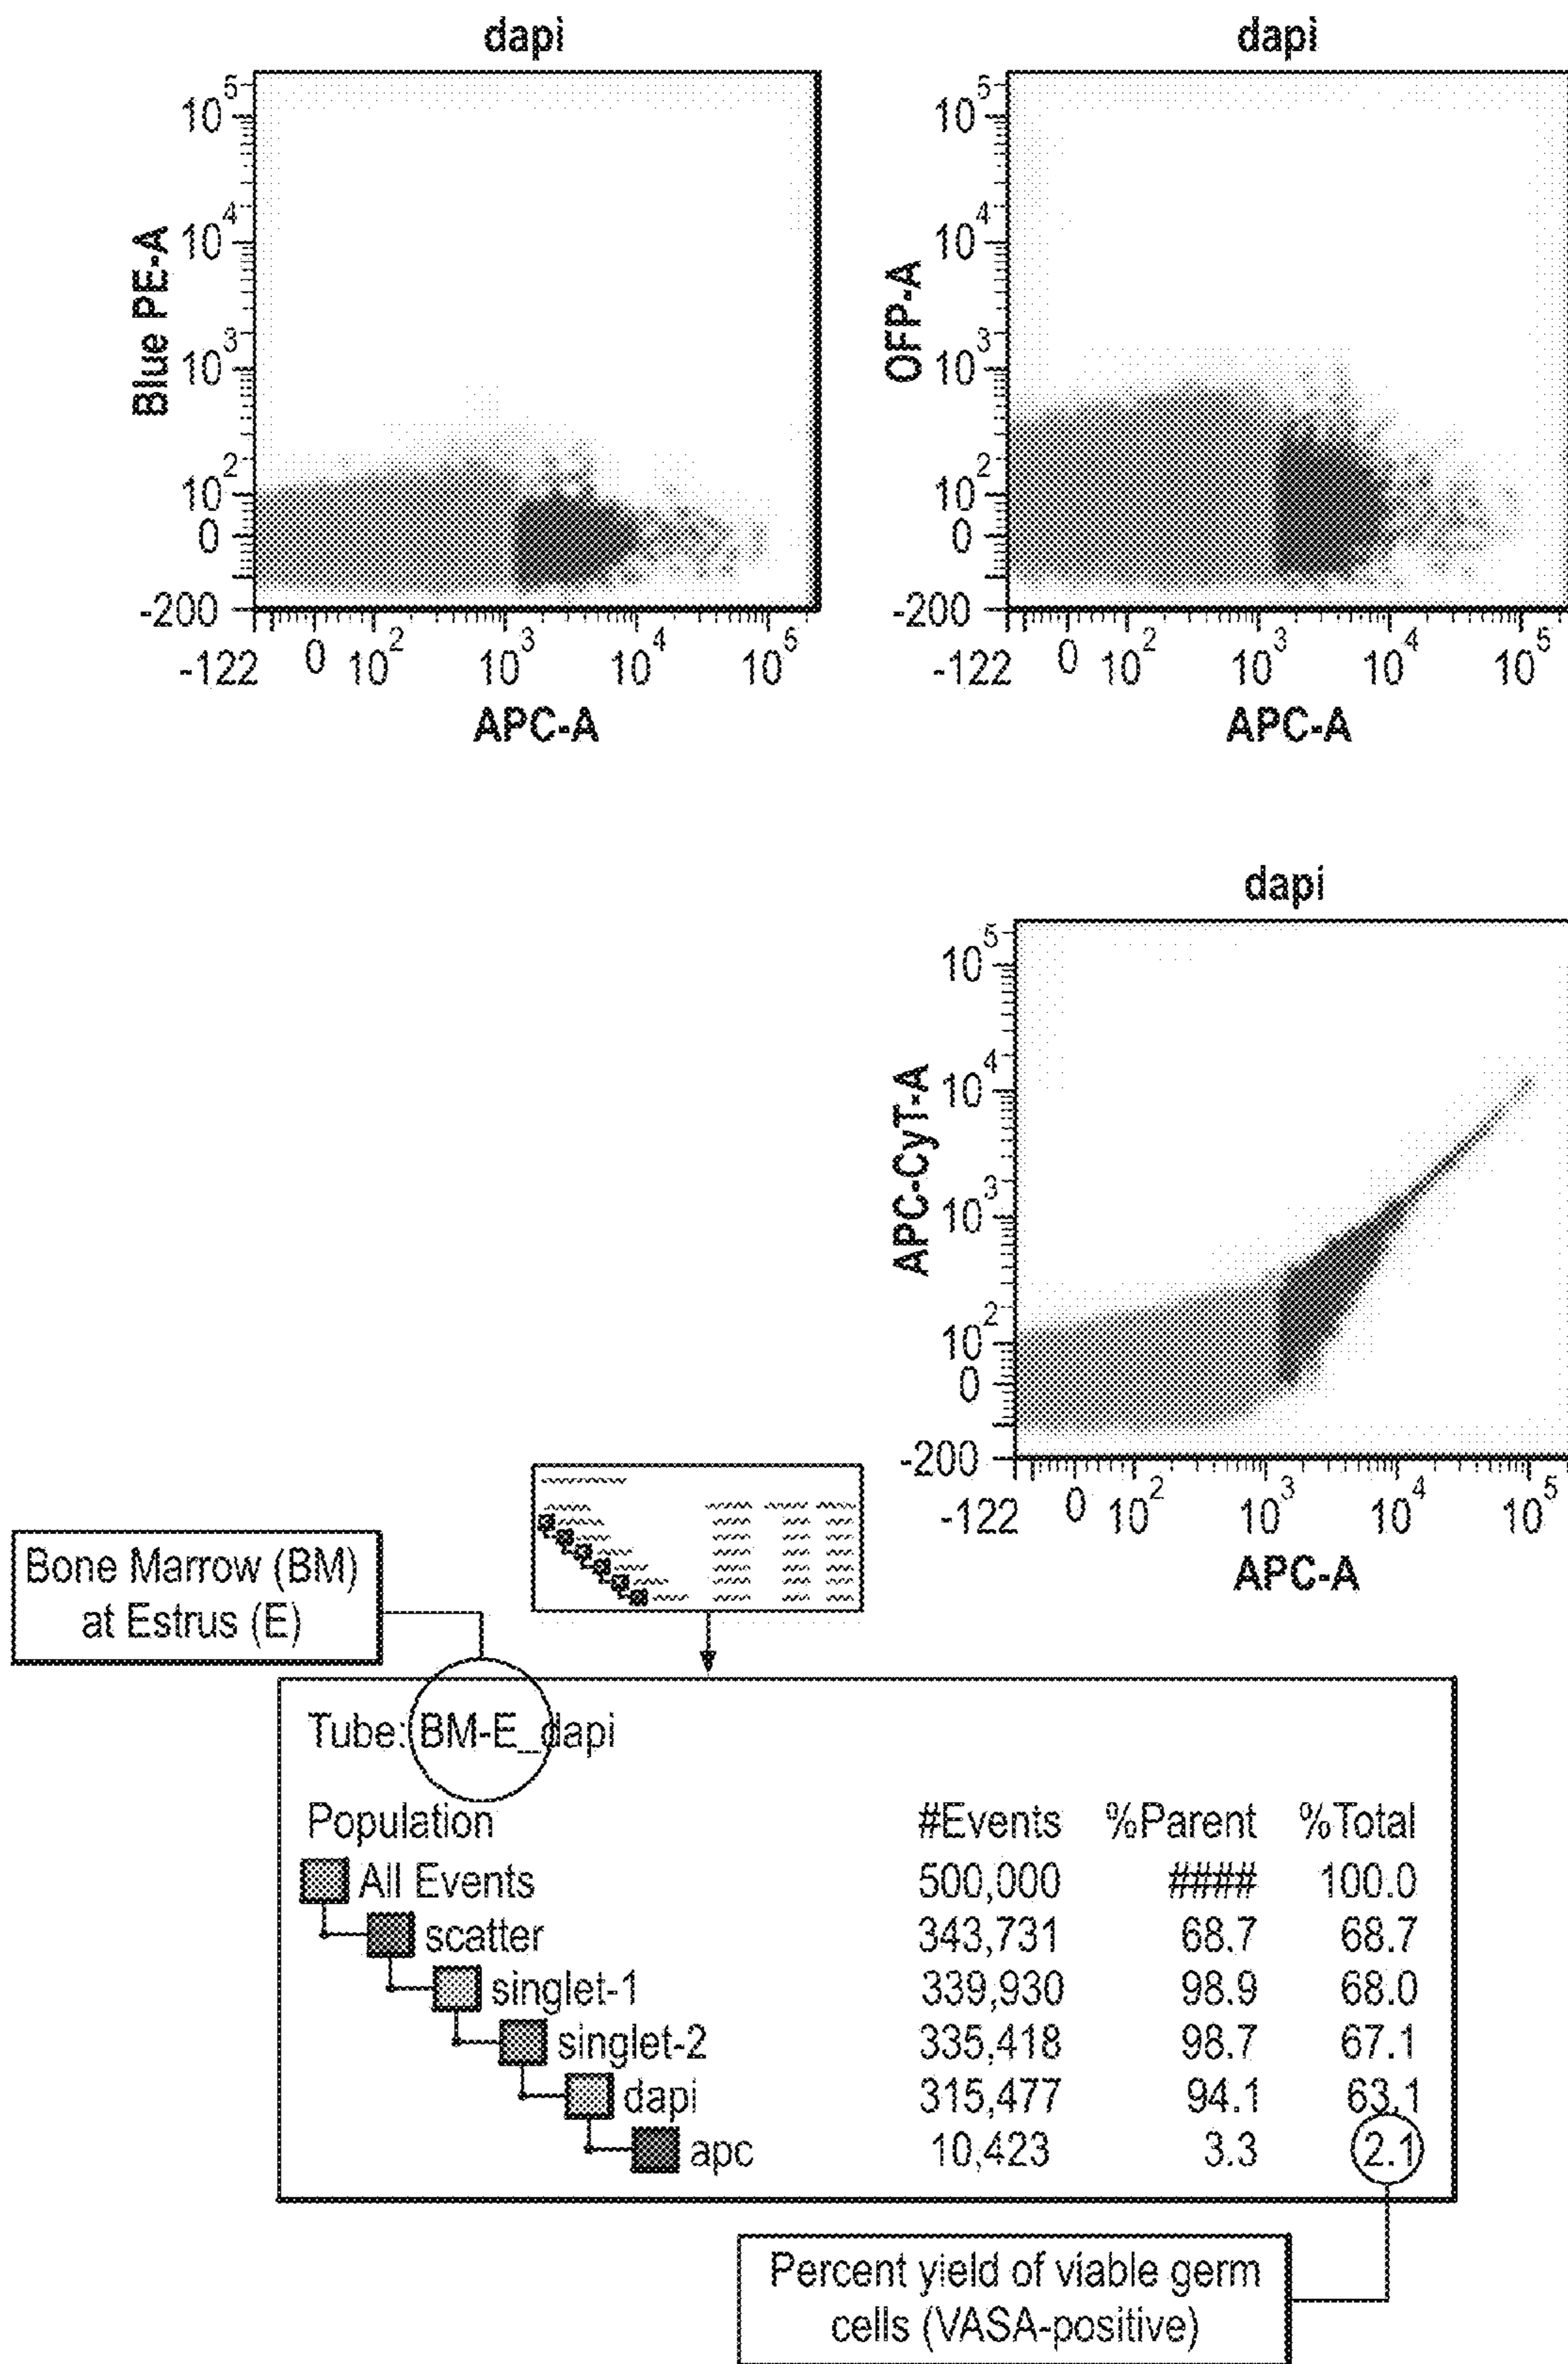 dapi
Blue PE-A
10^5
10^4
10^3
10^2
0
-200
-122 0 10^2 10^3 10^4 10^5
APC-A
dapi
OFP-A
10^5
10^4
10^3
10^2
0
-200
-122 0 10^2 10^3 10^4 10^5
APC-A
dapi
APC-CyT-A
10^5
10^4
10^3
10^2
0
-200
-122 0 10^2 10^3 10^4 10^5
APC-A
Bone Marrow (BM)
at Estrus (E)
Tube: BM-E_dapi
Population #Events %Parent %Total
All Events 500,000 #### 100.0
scatter 343,731 68.7 68.7
singlet-1 339,930 98.9 68.0
singlet-2 335,418 98.7 67.1
dapi 315,477 94.1 63.1
apc 10,423 3.3 2.1
Percent yield of viable germ
cells (VASA-positive)